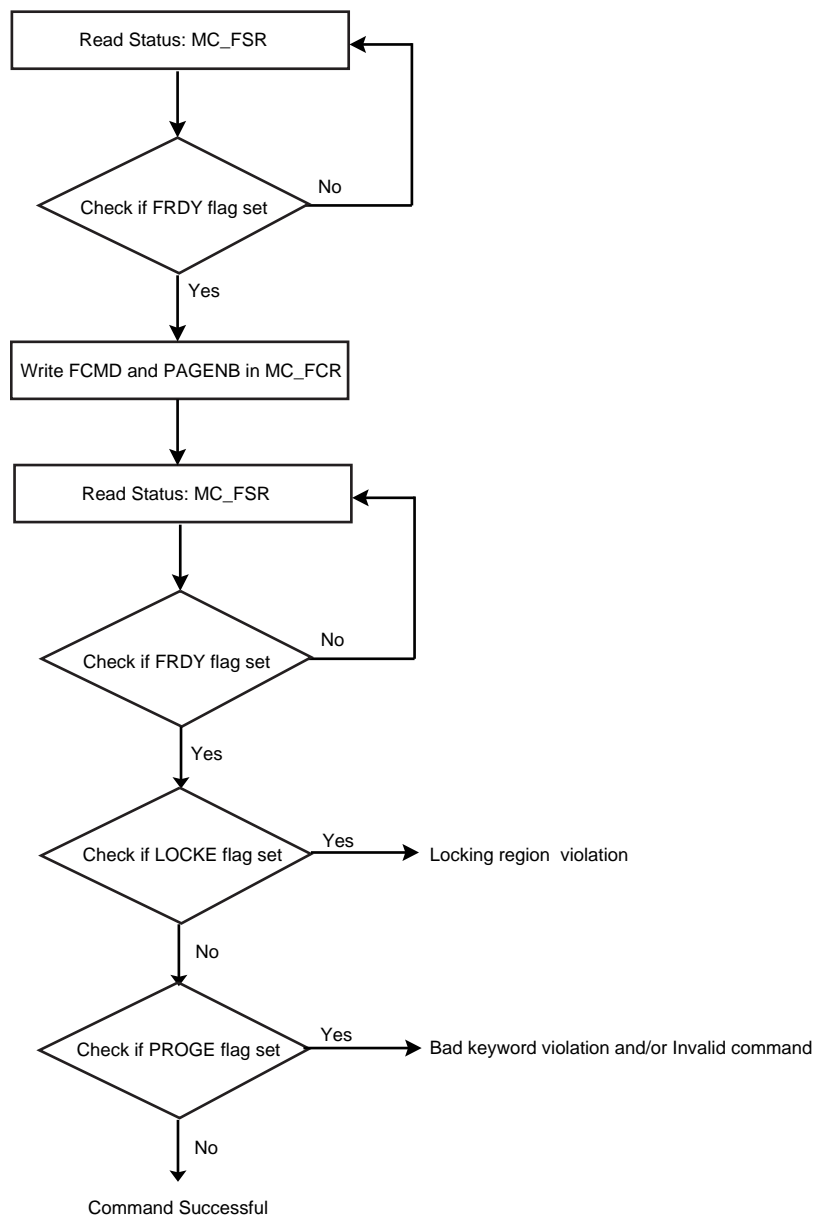 Read Status: MC_FSR
No
Check if FRDY flag set
Yes
Write FCMD and PAGENB in MC_FCR
Read Status: MC_FSR
No
Check if FRDY flag set
Yes
Check if LOCKE flag set
Yes
Locking region violation
No
Check if PROGE flag set
Yes
Bad keyword violation and/or Invalid command
No
Command Successful